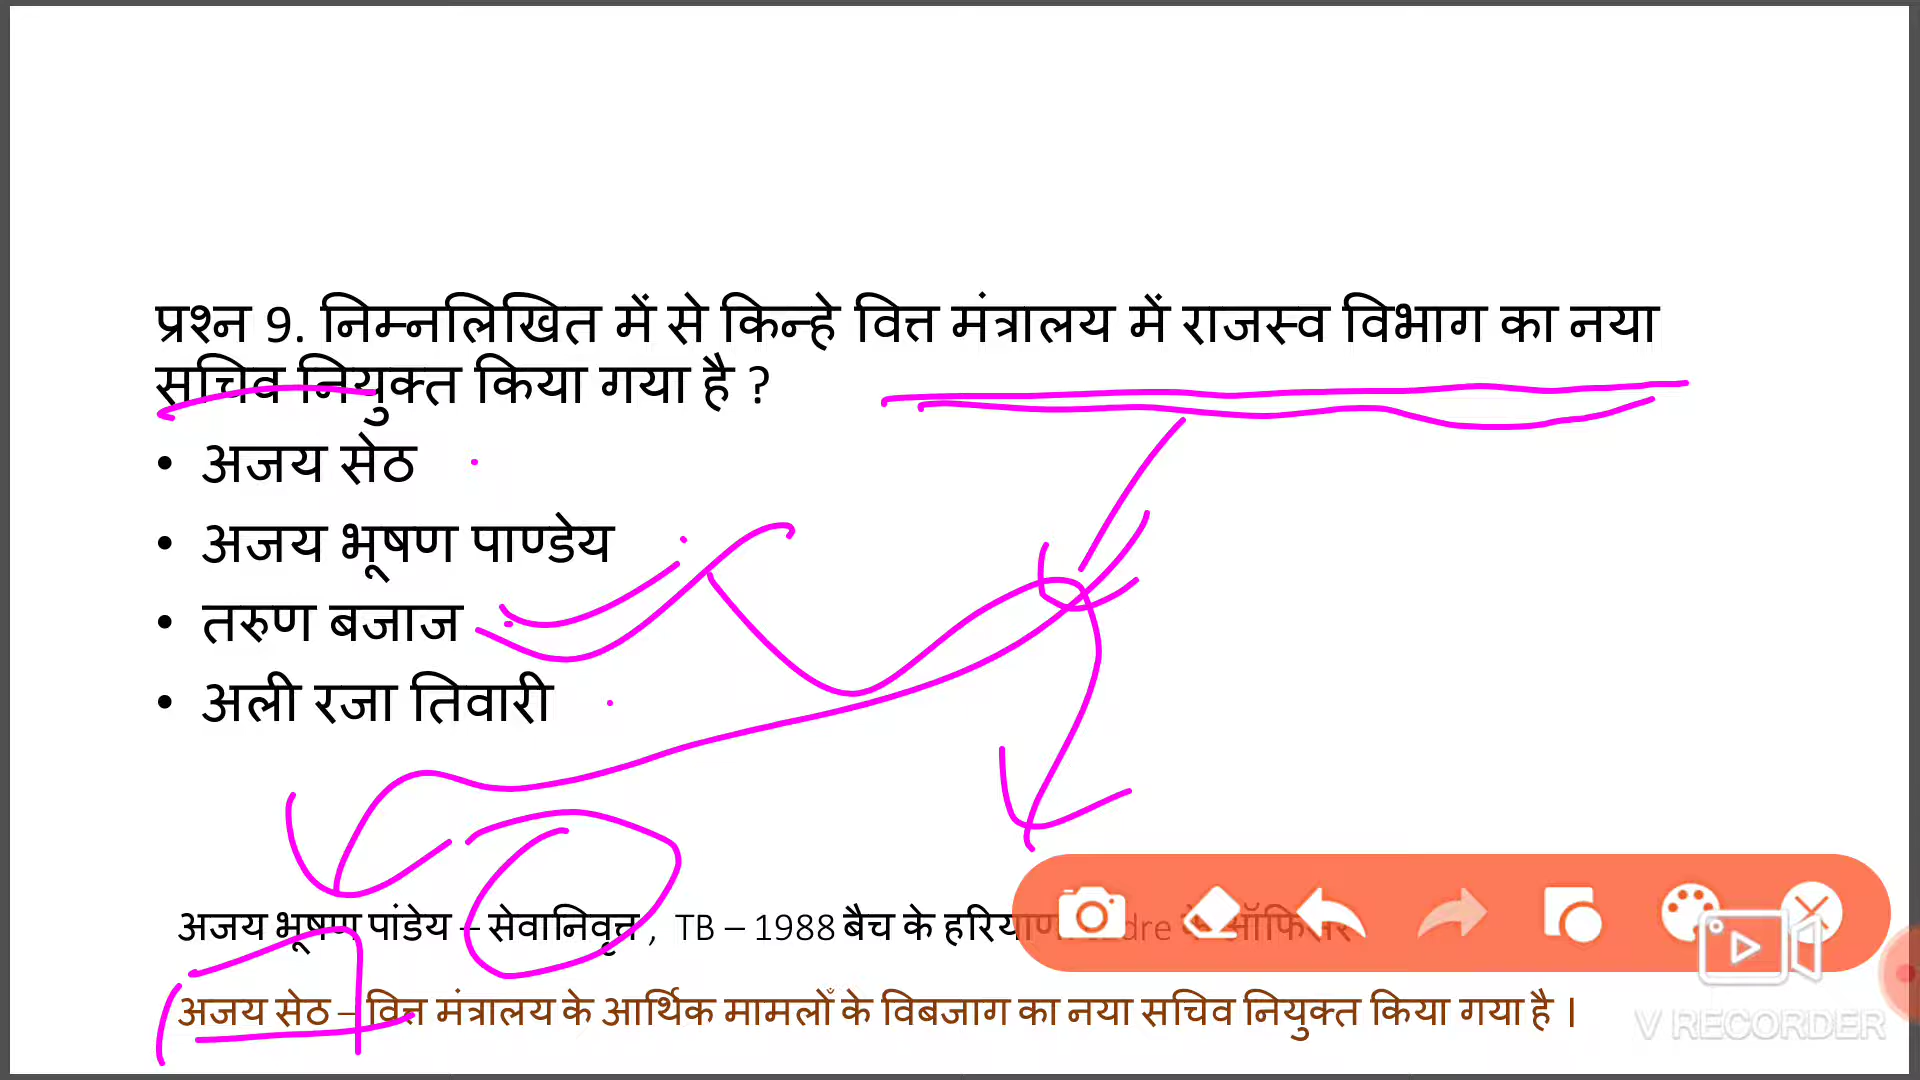 प्रश्न 9. निम्नलिखित में से किन्हे वित्त मंत्रालय में राजस्व विभाग का नया
सचिव नियुक्त किया गया है ?
• अजय सेठ
• अजय भूषण पाण्डेय
• तरुण बजाज
• अली रजा तिवारी
अजय भूषण पांडेय – सेवानिवृत्त , TB – 1988 बैच के
अजय सेठ – वित्त मंत्रालय के आर्थिक मामलोँ के विबजाग का नया सचिव नियुक्त किया गया है ।
V RECORDER